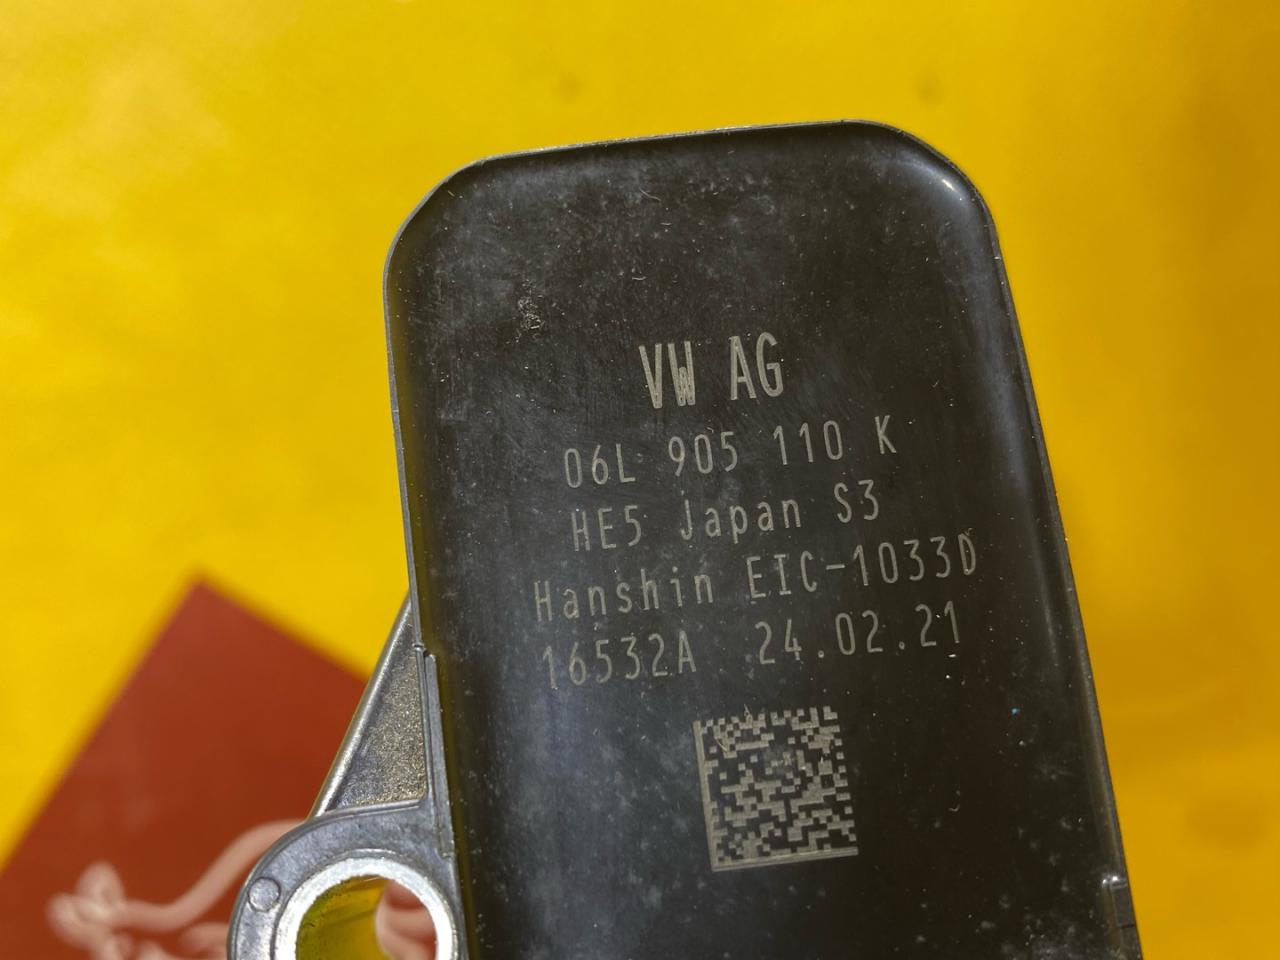 VW AG
06L 905 110 K
HE5 Japan S3
Hanshin EIC-1033D
16532A 24.02.21